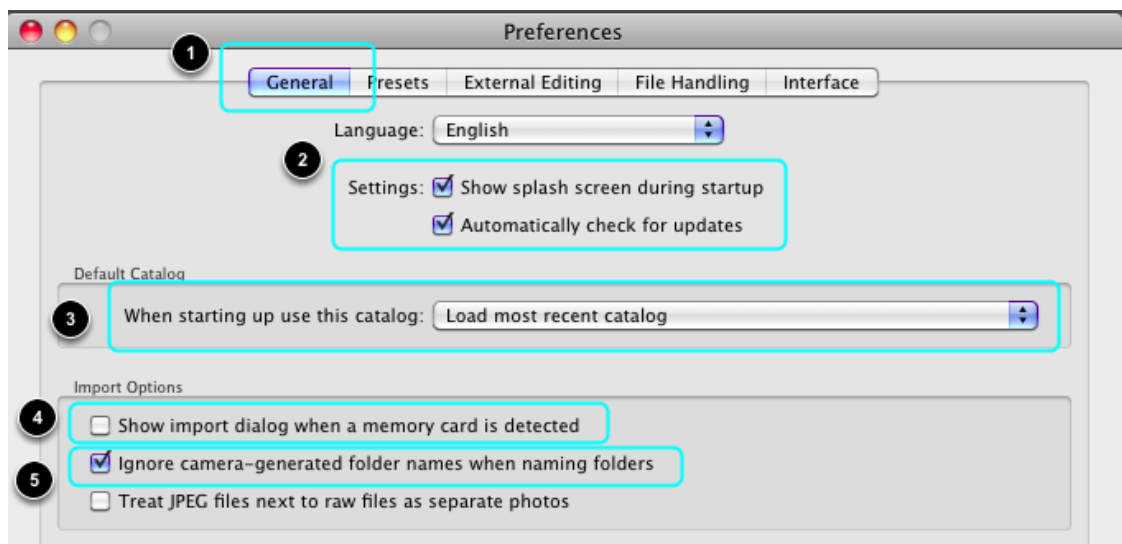 Preferences
1
General Presets External Editing File Handling Interface
Language: English
2
Settings: Show splash screen during startup
Automatically check for updates
Default Catalog
3
When starting up use this catalog: Load most recent catalog
Import Options
4
Show import dialog when a memory card is detected
Ignore camera-generated folder names when naming folders
5
Treat JPEG files next to raw files as separate photos